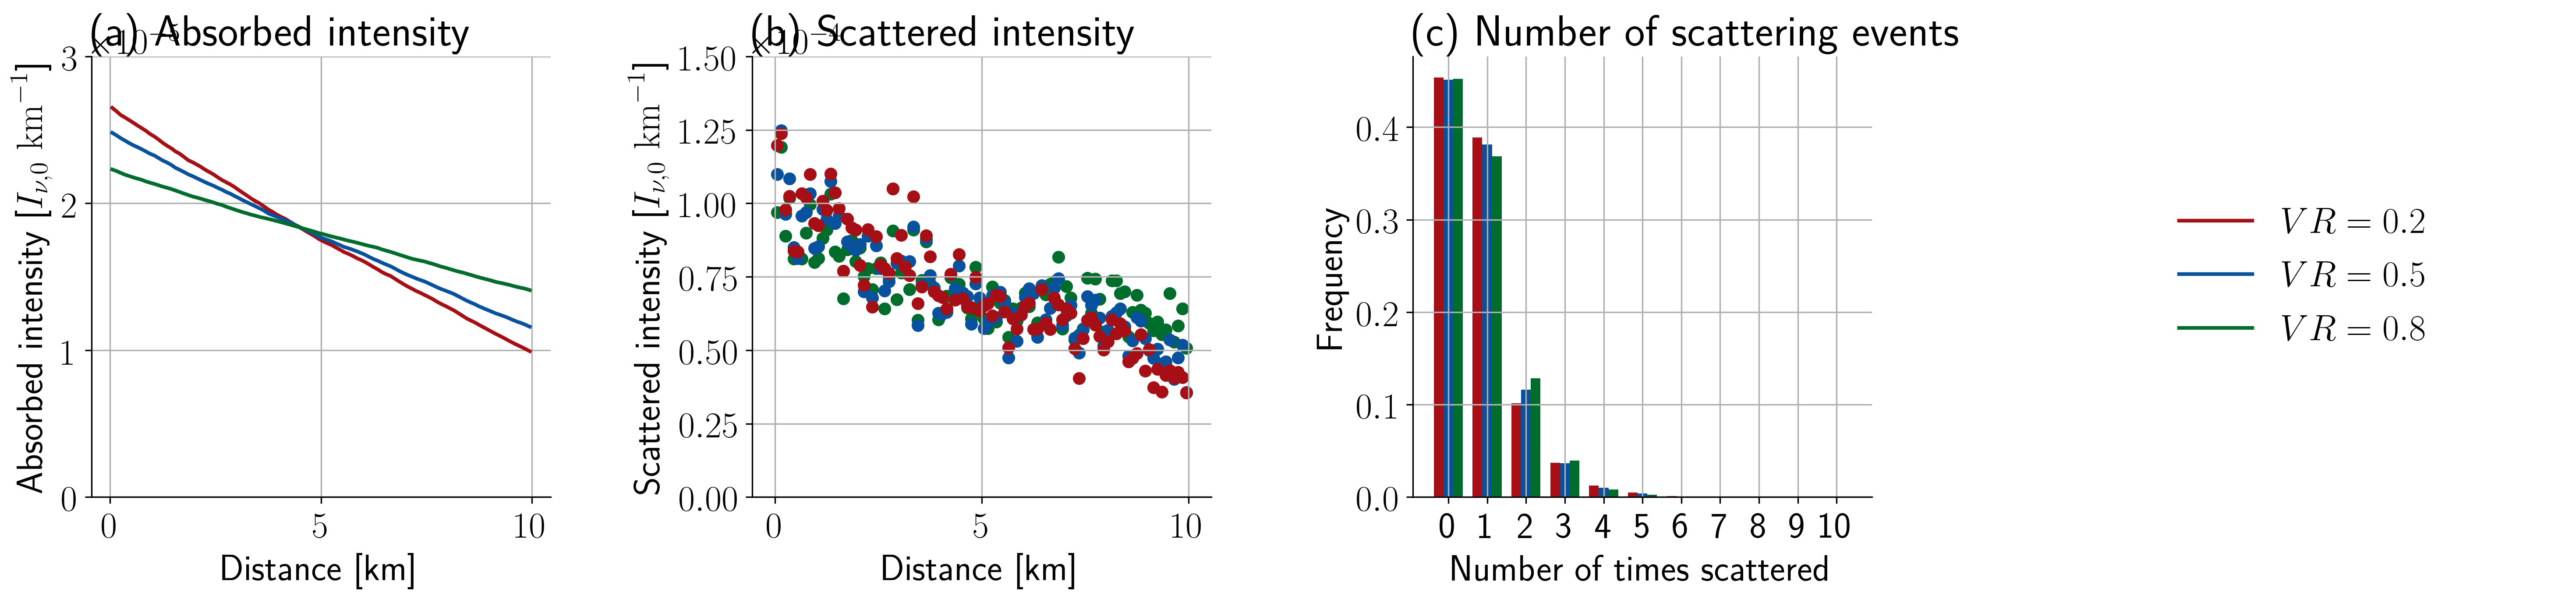 (a) Absorbed intensity
×10⁻⁵
3
2
1
0
Absorbed intensity [I_{ν,0} km⁻¹]
0 5 10
Distance [km]
(b) Scattered intensity
×10⁻⁴
1.50
1.25
1.00
0.75
0.50
0.25
0.00
Scattered intensity [I_{ν,0} km⁻¹]
0 5 10
Distance [km]
(c) Number of scattering events
0.4
0.3
0.2
0.1
0.0
Frequency
0 1 2 3 4 5 6 7 8 9 10
Number of times scattered
VR = 0.2
VR = 0.5
VR = 0.8